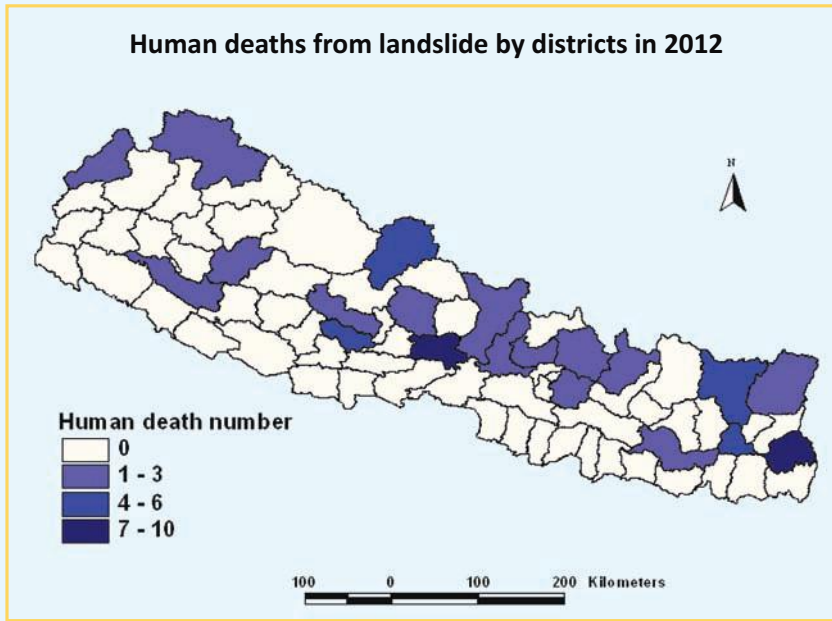 Human deaths from landslide by districts in 2012
N
Human death number
0
1 - 3
4 - 6
7 - 10
100 0 100 200 Kilometers